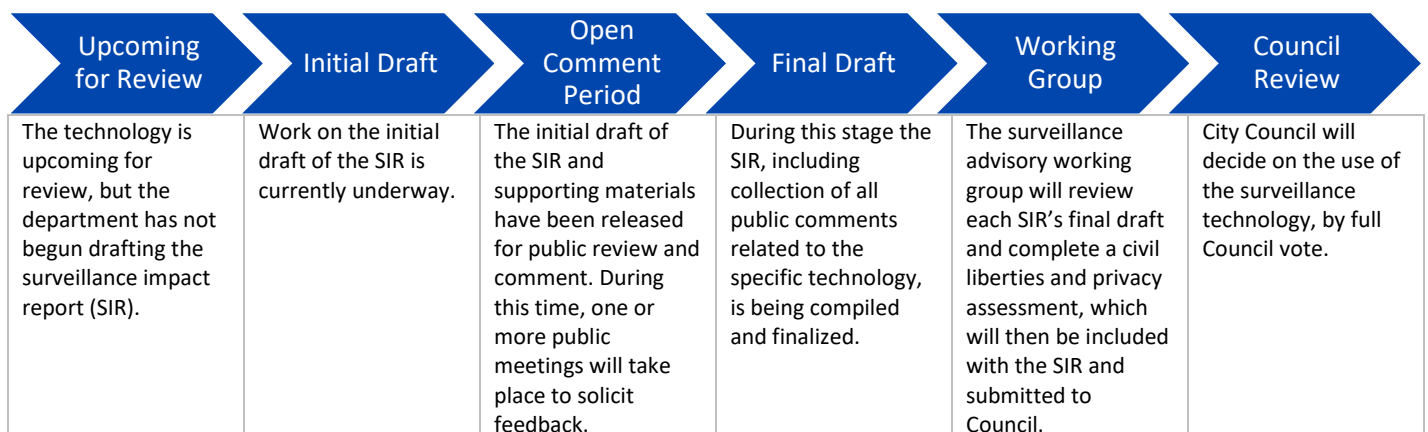 Upcoming
for Review
Initial Draft
Open
Comment
Period
Final Draft
Working
Group
Council
Review
The technology is
upcoming for
review, but the
department has not
begun drafting the
surveillance impact
report (SIR).
Work on the initial
draft of the SIR is
currently underway.
The initial draft of
the SIR and
supporting materials
have been released
for public review and
comment. During
this time, one or
more public
meetings will take
place to solicit
feedback.
During this stage the
SIR, including
collection of all
public comments
related to the
specific technology,
is being compiled
and finalized.
The surveillance
advisory working
group will review
each SIR’s final draft
and complete a civil
liberties and privacy
assessment, which
will then be included
with the SIR and
submitted to
Council.
City Council will
decide on the use of
the surveillance
technology, by full
Council vote.